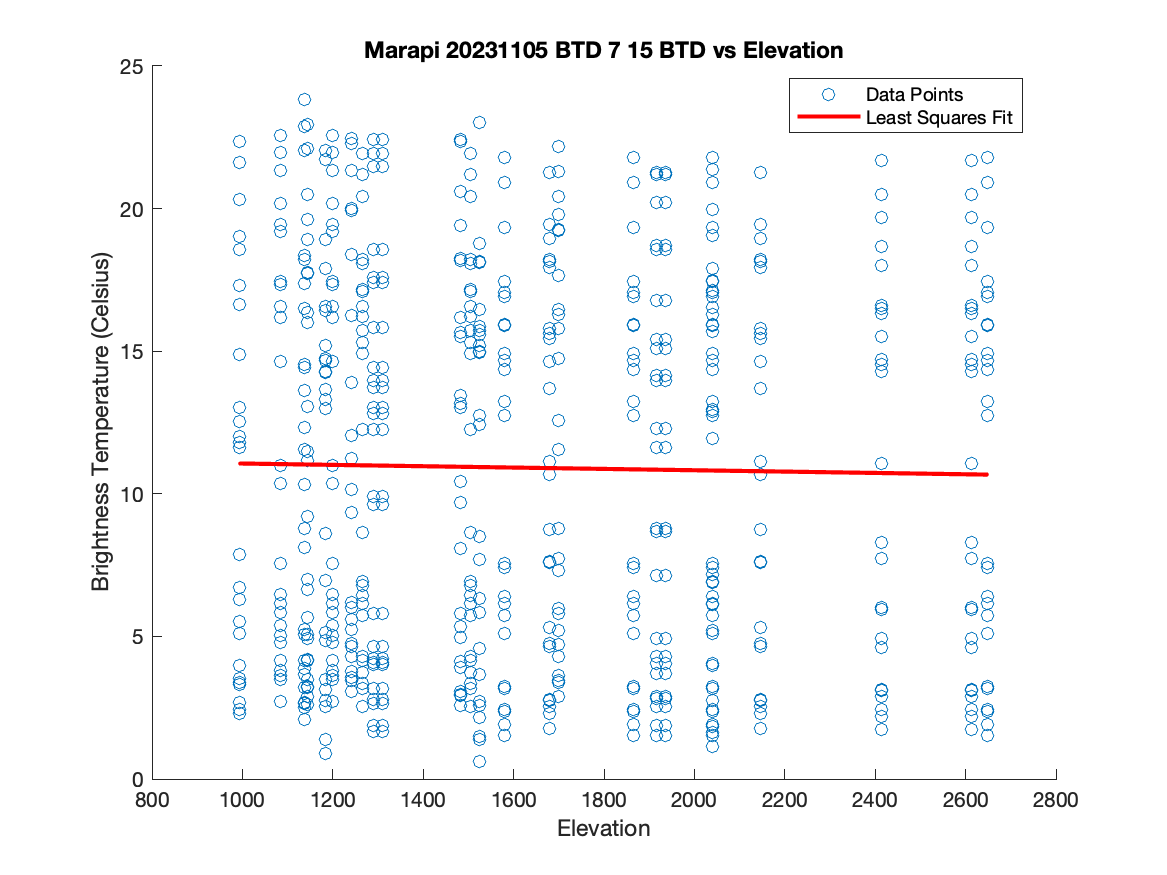 Marapi 20231105 BTD 7 15 BTD vs Elevation
Data Points
Least Squares Fit
Brightness Temperature (Celsius)
25
20
15
10
5
0
800 1000 1200 1400 1600 1800 2000 2200 2400 2600 2800
Elevation